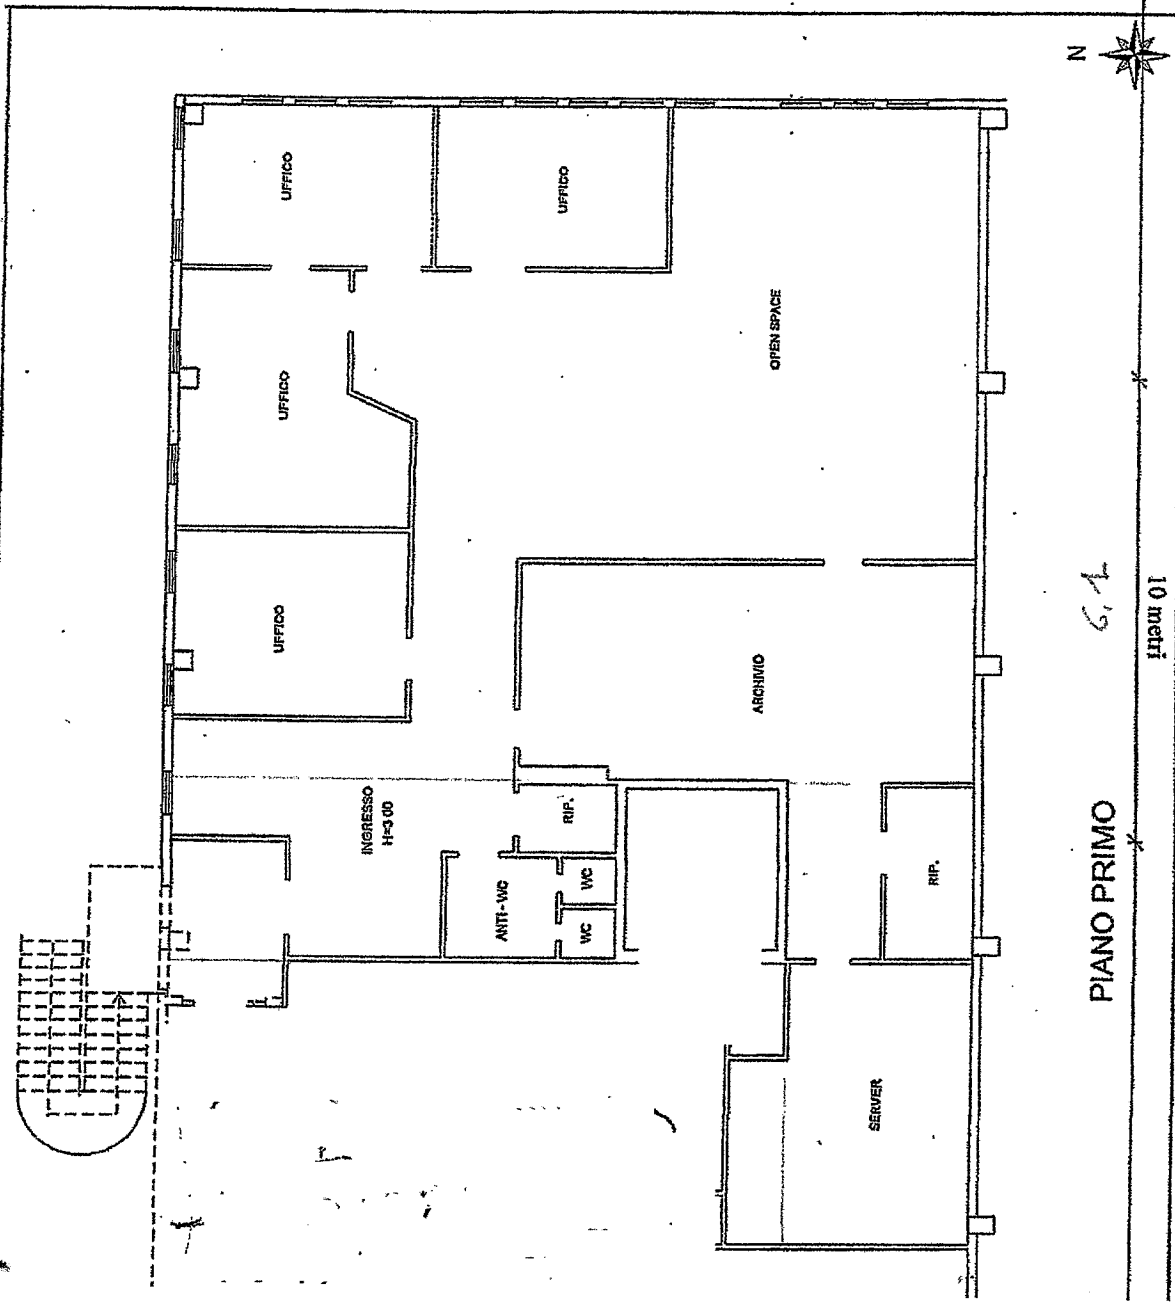 N
UFFICO
UFFICO
OPEN SPACE
UFFICO
UFFICO
ARCHIVIO
INGRESSO
H=3 00
RIP.
ANTI-WC
WC
WC
RIP.
SERVER
6,1
10 metri
PIANO PRIMO